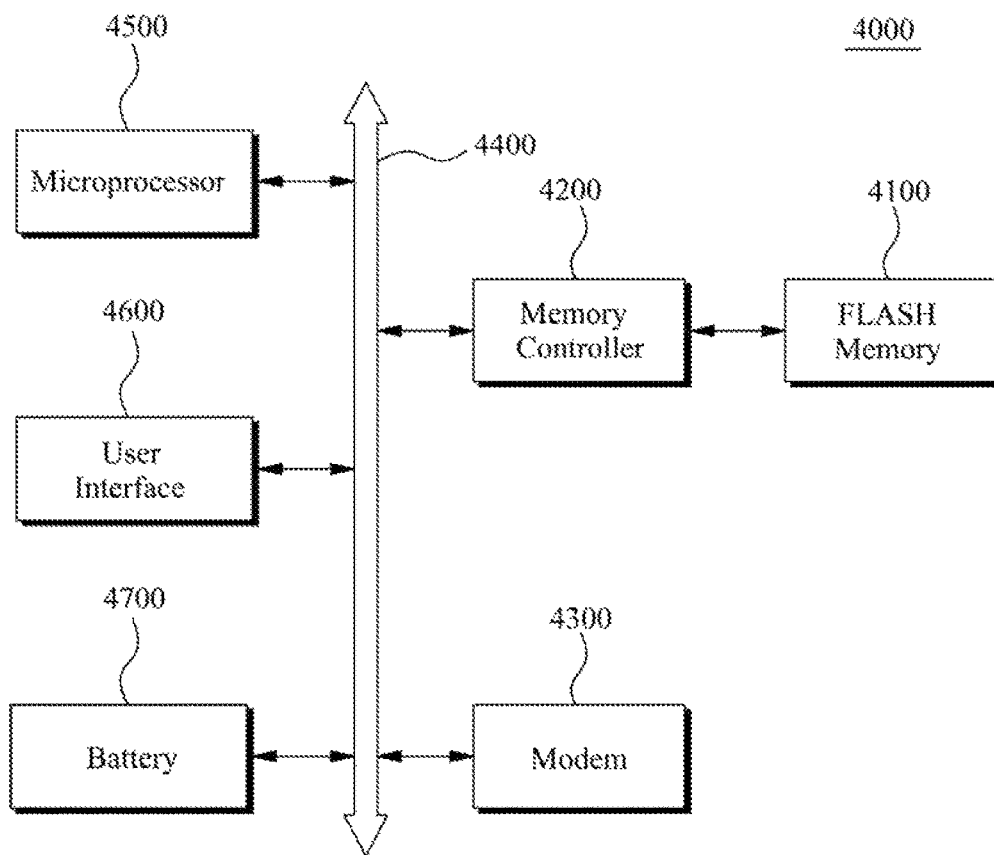 4500
4000
Microprocessor
4400
4200
4100
Memory
Controller
FLASH
Memory
4600
User
Interface
4700
4300
Battery
Modem